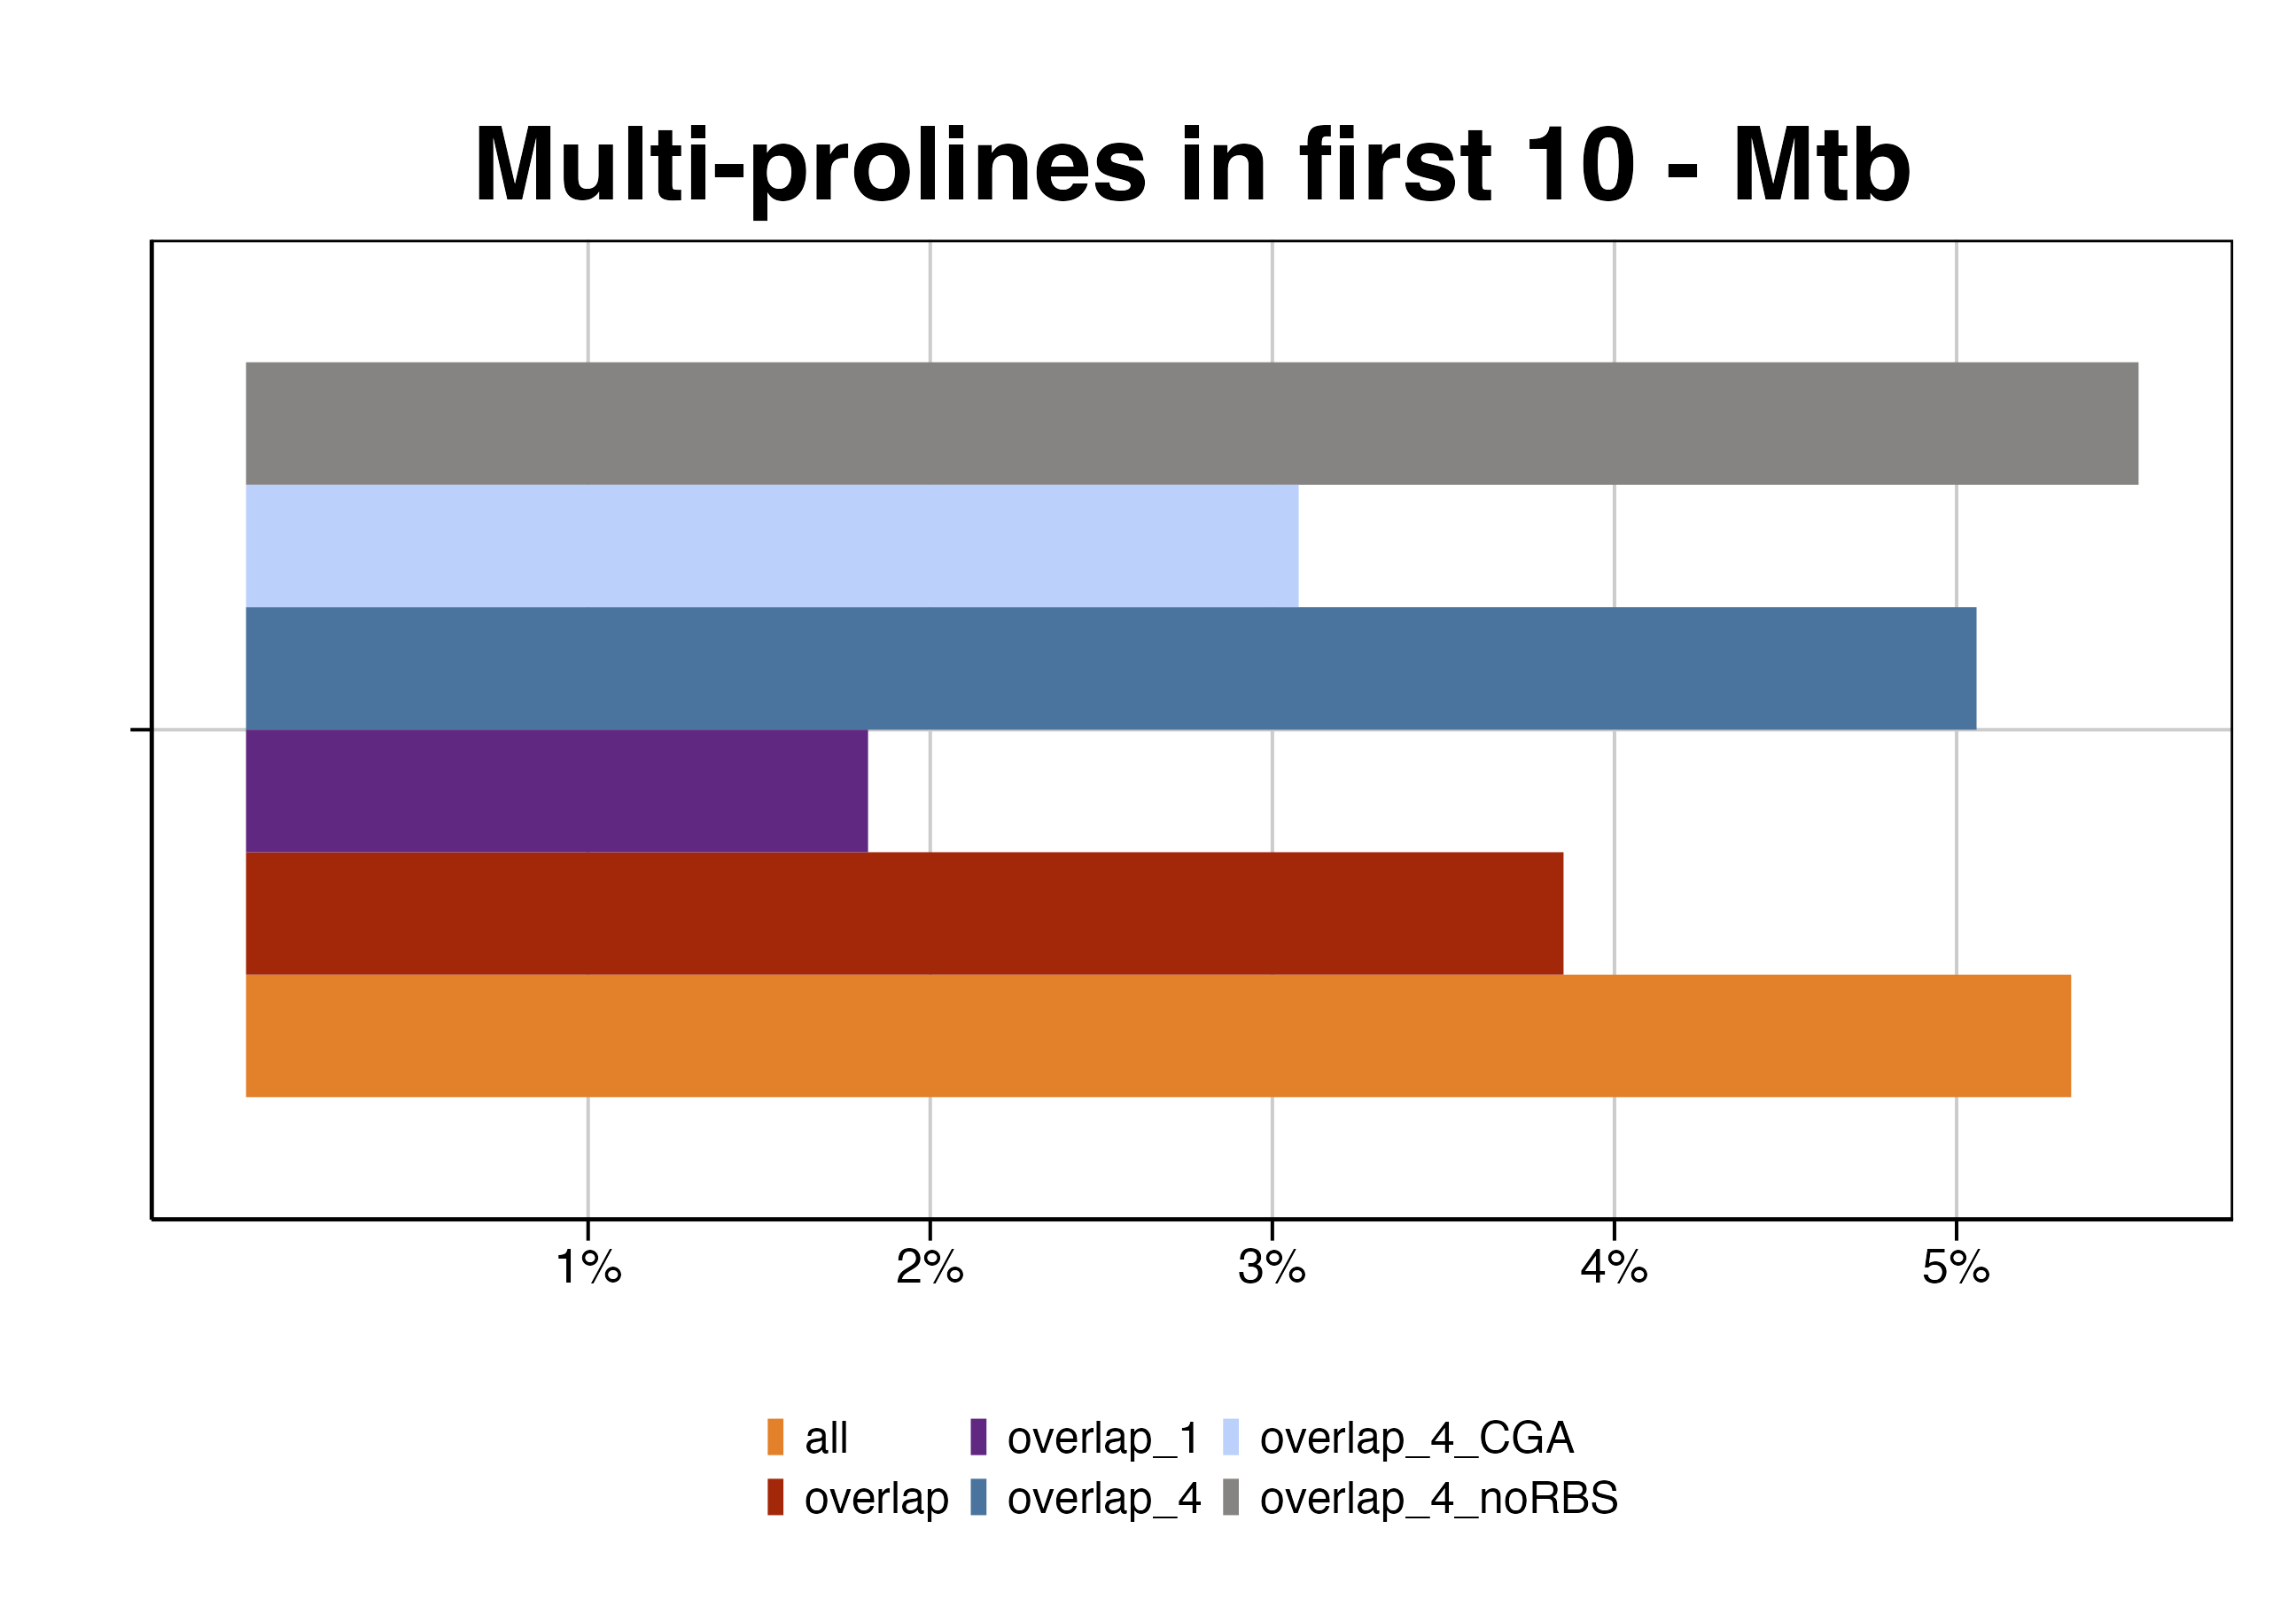 Multi-prolines in first 10 - Mtb
1% 2% 3% 4% 5%
all overlap_1 overlap_4_CGA
overlap overlap_4 overlap_4_noRBS